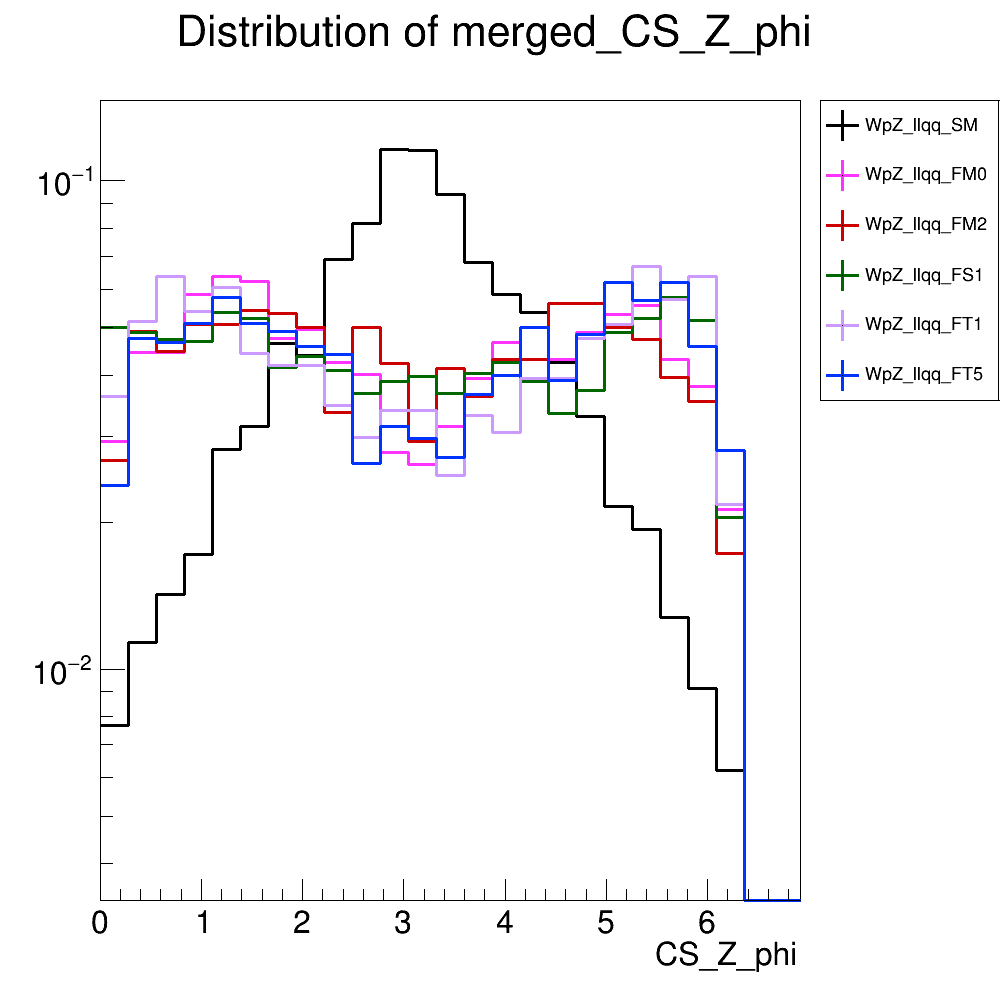 Distribution of merged_CS_Z_phi
WpZ_llqq_SM
WpZ_llqq_FM0
WpZ_llqq_FM2
WpZ_llqq_FS1
WpZ_llqq_FT1
WpZ_llqq_FT5
10⁻¹
10⁻²
0 1 2 3 4 5 6
CS_Z_phi